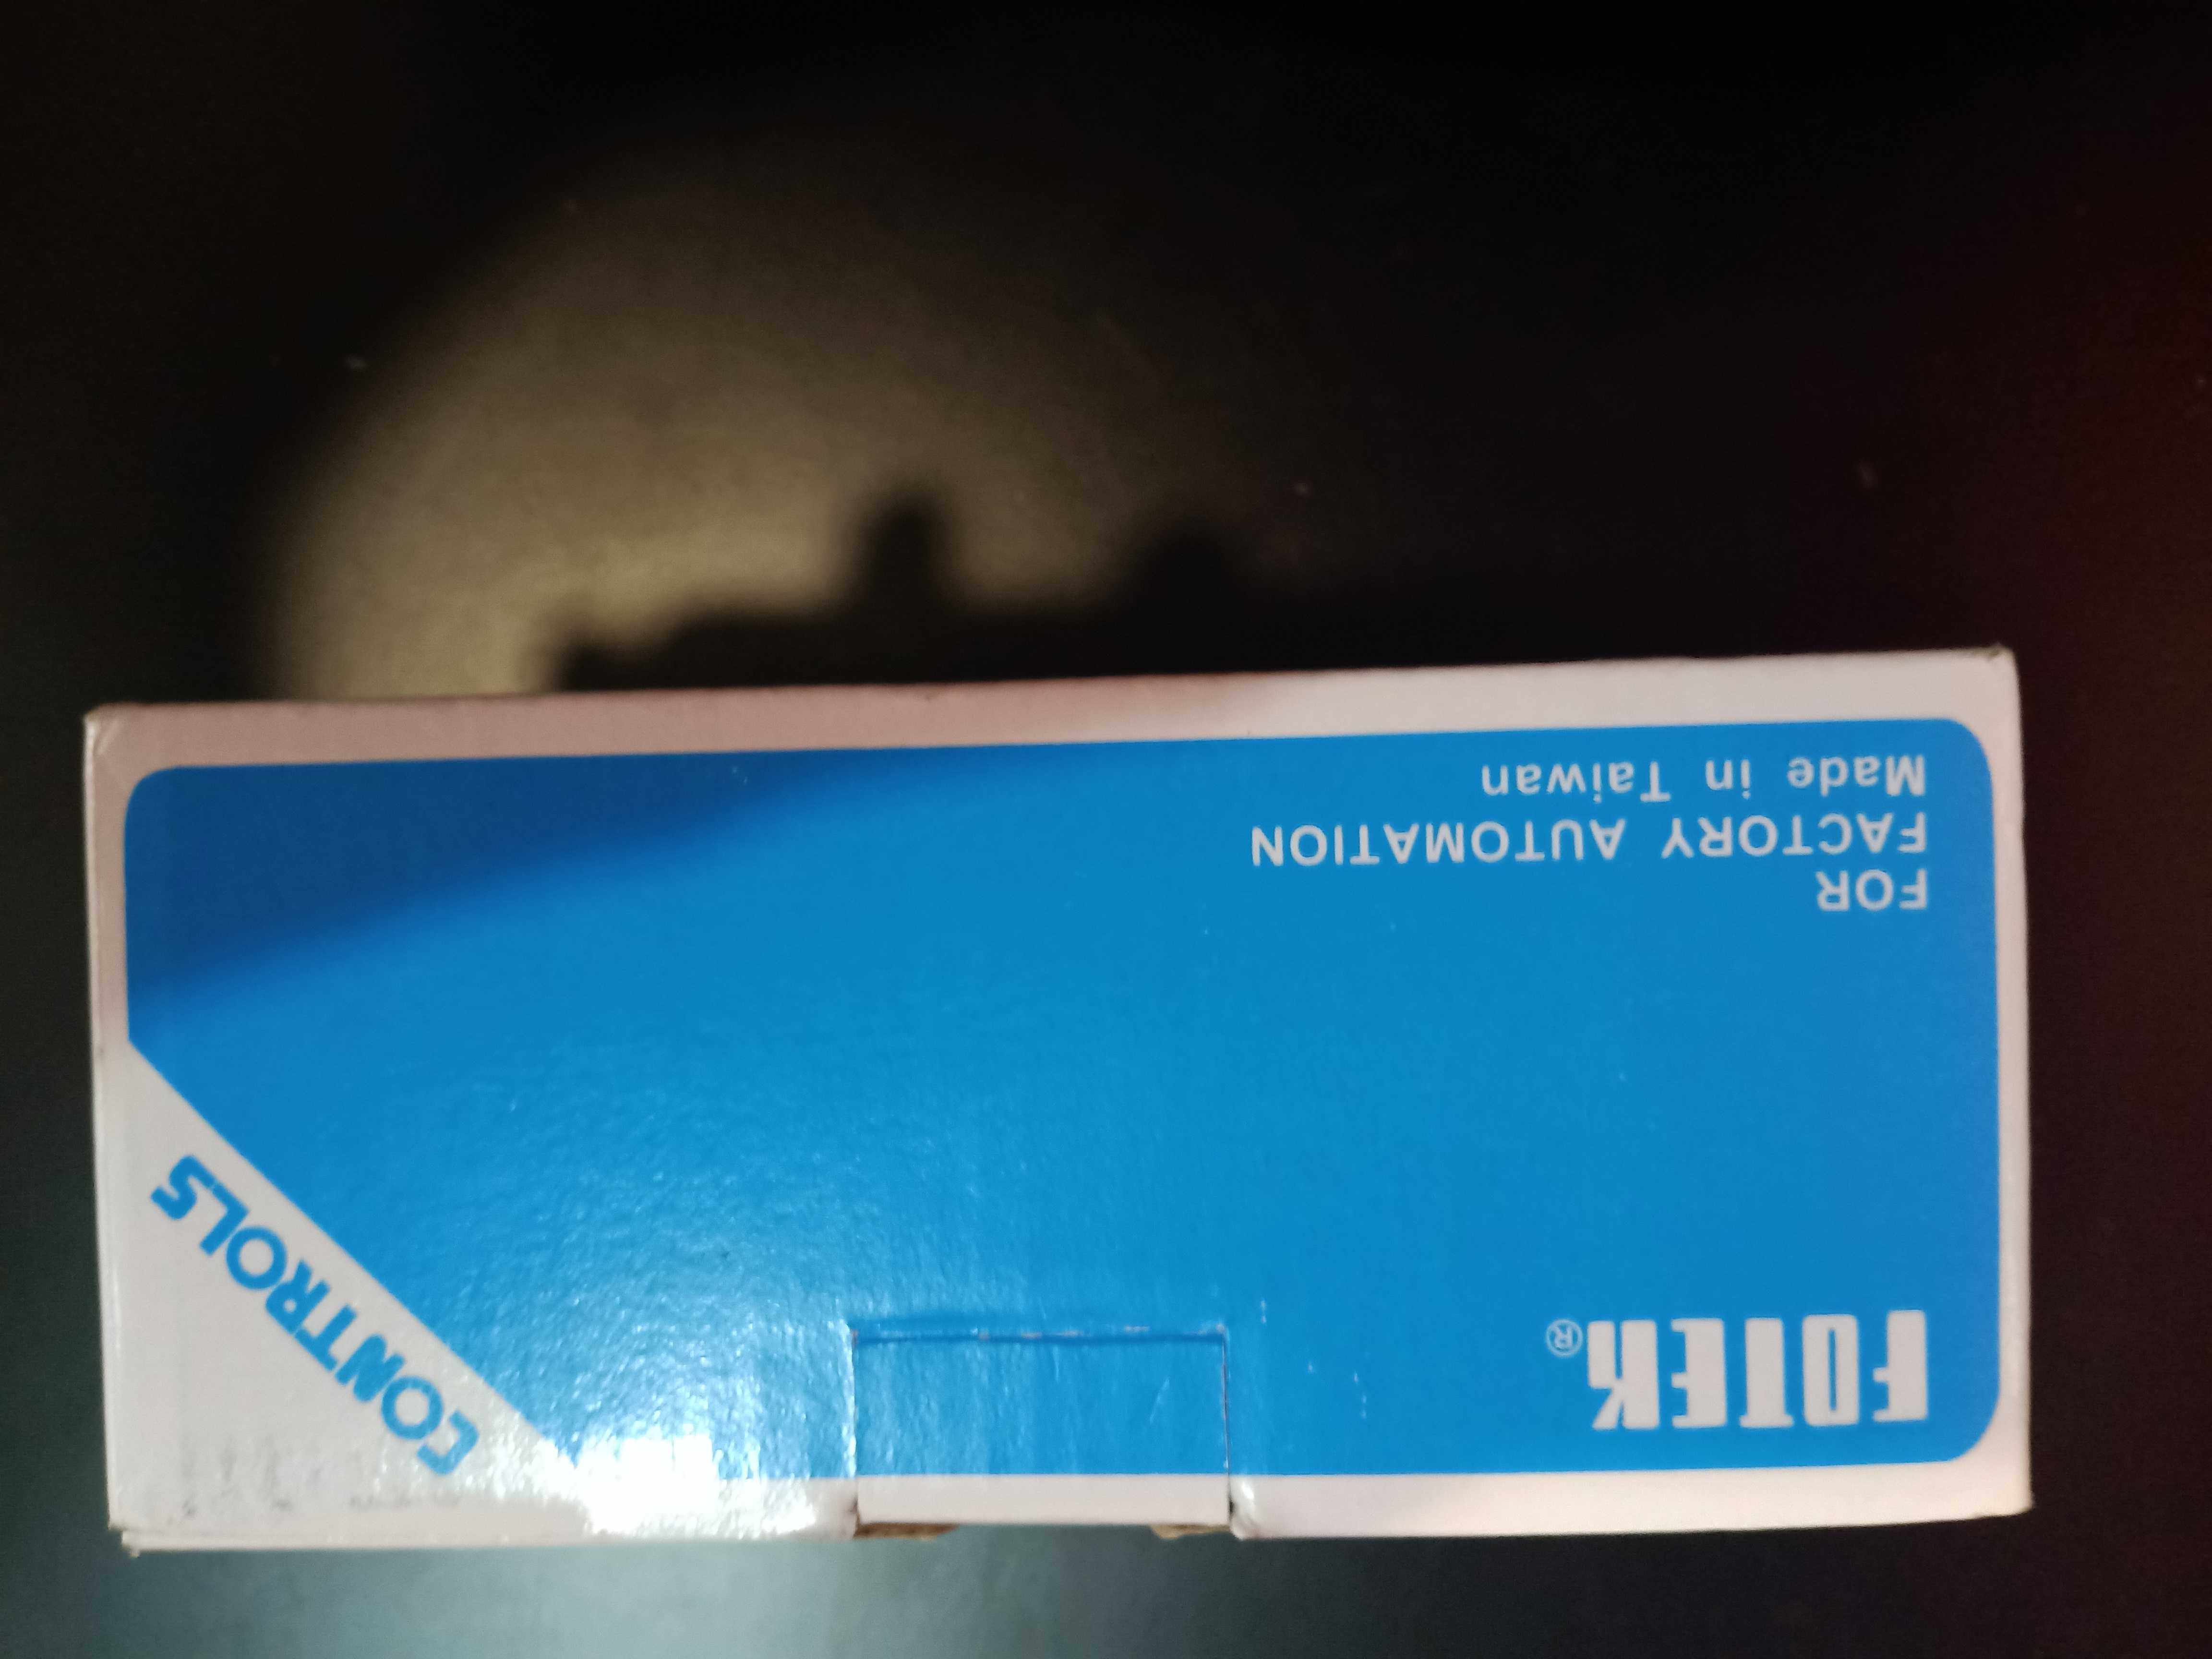 FOTEK®
CONTROLS
FOR
FACTORY AUTOMATION
Made in Taiwan